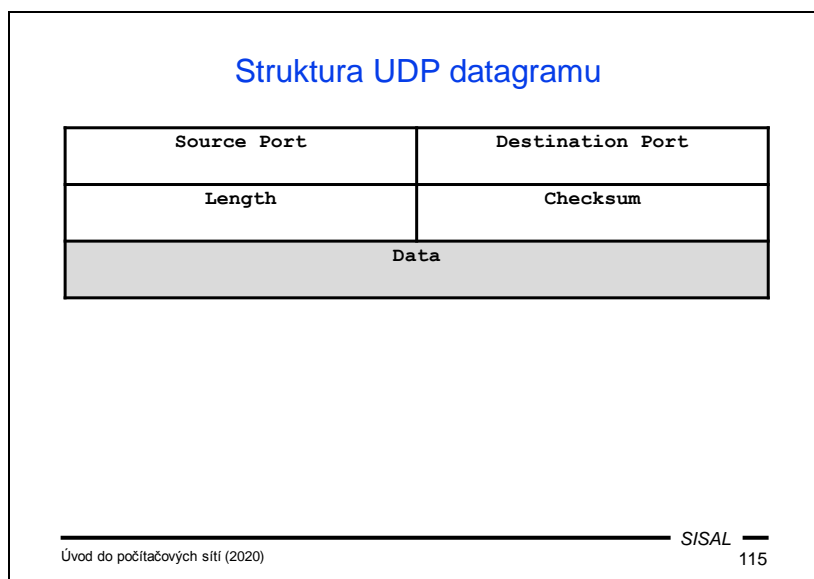 Struktura UDP datagramu
Source Port Destination Port
Length Checksum
Data
SISAL
Úvod do počítačových sítí (2020) 115